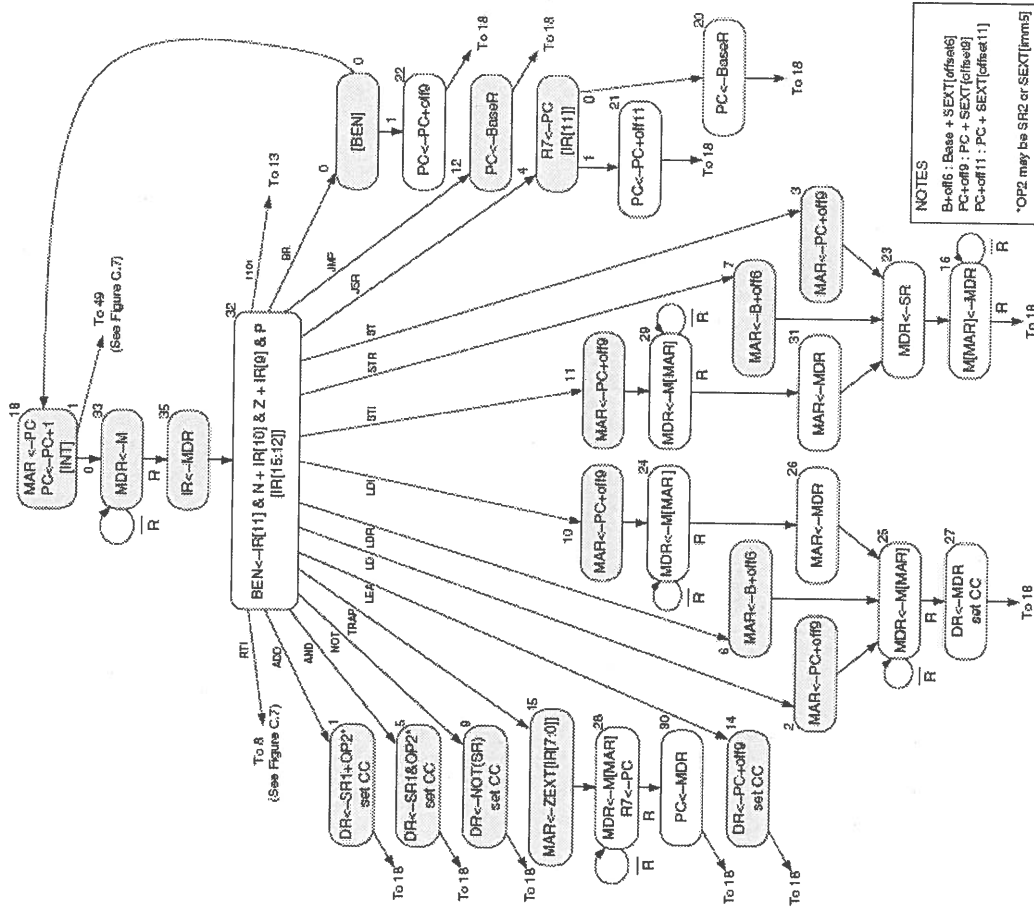 18
MAR <–PC
PC<–PC+1
[INT]
0
1
To 49
(See Figure C.7)
33
MDR<–M
R
R
35
IR<–MDR
32
BEN<–IR[11] & N + IR[10] & Z + IR[9] & P
[IR[15:12]]
RTI
To 8
(See Figure C.7)
ADD
AND
NOT
TRAP
LEA
LD
LDR
LDI
STI
STR
ST
JSR
JMP
BR
1101
To 13
1
DR<–SR1+OP2*
set CC
To 18
5
DR<–SR1&OP2*
set CC
To 18
9
DR<–NOT(SR)
set CC
To 18
15
MAR<–ZEXT[IR[7:0]]
28
MDR<–M[MAR]
R7<–PC
R
R
30
PC<–MDR
To 18
14
DR<–PC+off9
set CC
To 18
2
MAR<–PC+off9
6
MAR<–B+off6
10
MAR<–PC+off9
24
MDR<–M[MAR]
R
R
26
MAR<–MDR
25
MDR<–M[MAR]
R
R
27
DR<–MDR
set CC
To 18
11
MAR<–PC+off9
29
MDR<–M[MAR]
R
R
31
MAR<–MDR
7
MAR<–B+off6
3
MAR<–PC+off9
23
MDR<–SR
16
M[MAR]<–MDR
R
R
To 18
0
[BEN]
0
1
22
PC<–PC+off9
To 18
12
PC<–BaseR
To 18
4
R7<–PC
[IR[11]]
0
1
21
PC<–PC+off11
To 18
20
PC<–BaseR
To 18
NOTES
B+off6 : Base + SEXT[offset6]
PC+off9 : PC + SEXT[offset9]
PC+off11 : PC + SEXT[offset11]
*OP2 may be SR2 or SEXT[imm5]